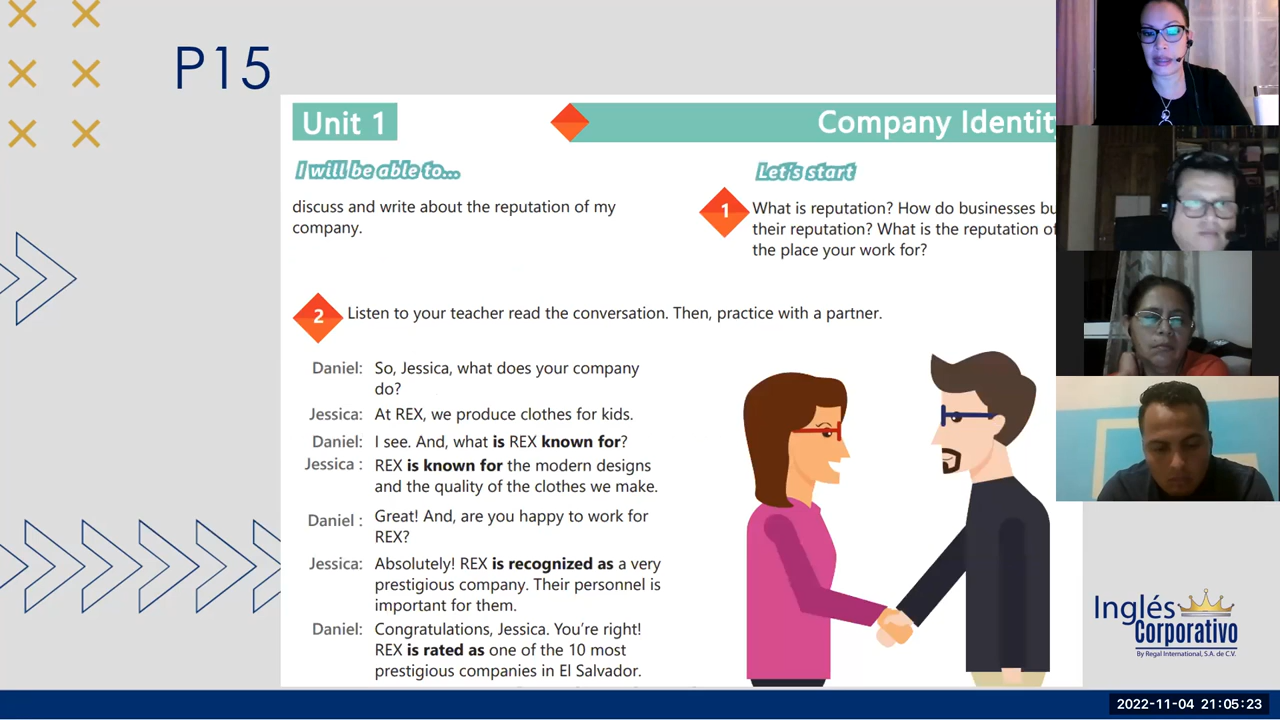 P15
Unit 1
Company Identity
I will be able to...
discuss and write about the reputation of my
company.
Let's start
1
What is reputation? How do businesses bu
their reputation? What is the reputation of
the place your work for?
2
Listen to your teacher read the conversation. Then, practice with a partner.
Daniel: So, Jessica, what does your company
do?
Jessica: At REX, we produce clothes for kids.
Daniel: I see. And, what is REX known for?
Jessica : REX is known for the modern designs
and the quality of the clothes we make.
Daniel : Great! And, are you happy to work for
REX?
Jessica: Absolutely! REX is recognized as a very
prestigious company. Their personnel is
important for them.
Daniel: Congratulations, Jessica. You're right!
REX is rated as one of the 10 most
prestigious companies in El Salvador.
Inglés
Corporativo
By Regal International, S.A. de C.V.
2022-11-04 21:05:23